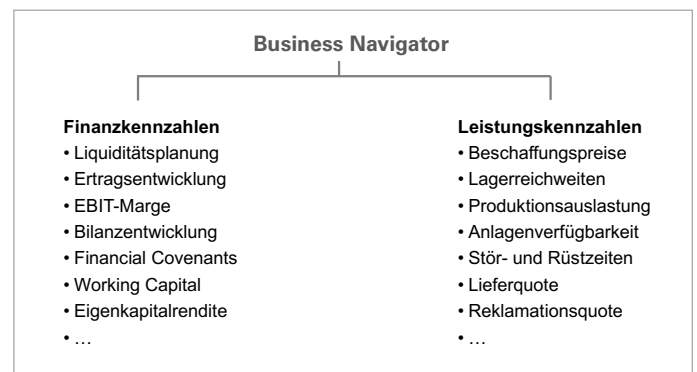 Business Navigator
Finanzkennzahlen
• Liquiditätsplanung
• Ertragsentwicklung
• EBIT-Marge
• Bilanzentwicklung
• Financial Covenants
• Working Capital
• Eigenkapitalrendite
• …
Leistungskennzahlen
• Beschaffungspreise
• Lagerreichweiten
• Produktionsauslastung
• Anlagenverfügbarkeit
• Stör- und Rüstzeiten
• Lieferquote
• Reklamationsquote
• …